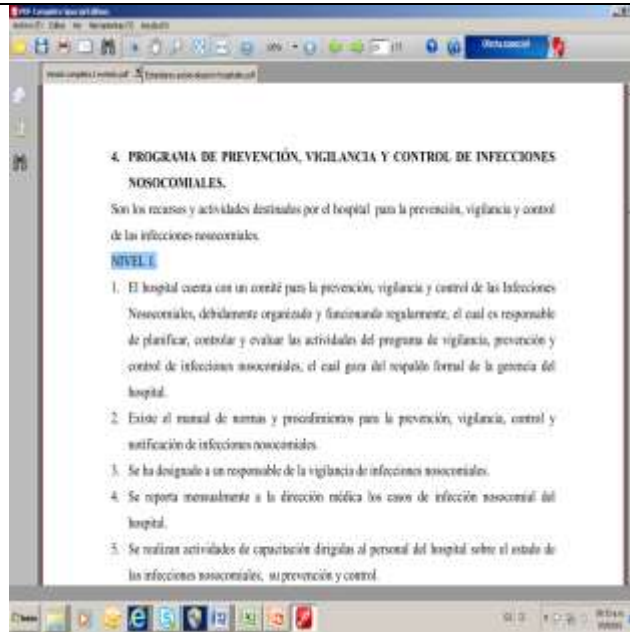 Oferta especial
4. PROGRAMA DE PREVENCIÓN, VIGILANCIA Y CONTROL DE INFECCIONES
NOSOCOMIALES.
Son los recursos y actividades destinados por el hospital para la prevención, vigilancia y control
de las infecciones nosocomiales.
NIVEL I.
1. El hospital cuenta con un comité para la prevención, vigilancia y control de las Infecciones
Nosocomiales, debidamente organizado y funcionando regularmente, el cual es responsable
de planificar, controlar y evaluar las actividades del programa de vigilancia, prevención y
control de infecciones nosocomiales, el cual goza del respaldo formal de la gerencia del
hospital.
2. Existe el manual de normas y procedimientos para la prevención, vigilancia, control y
notificación de infecciones nosocomiales.
3. Se ha designado a un responsable de la vigilancia de infecciones nosocomiales.
4. Se reporta mensualmente a la dirección médica los casos de infección nosocomial del
hospital.
5. Se realizan actividades de capacitación dirigidas al personal del hospital sobre el estado de
las infecciones nosocomiales, su prevención y control.